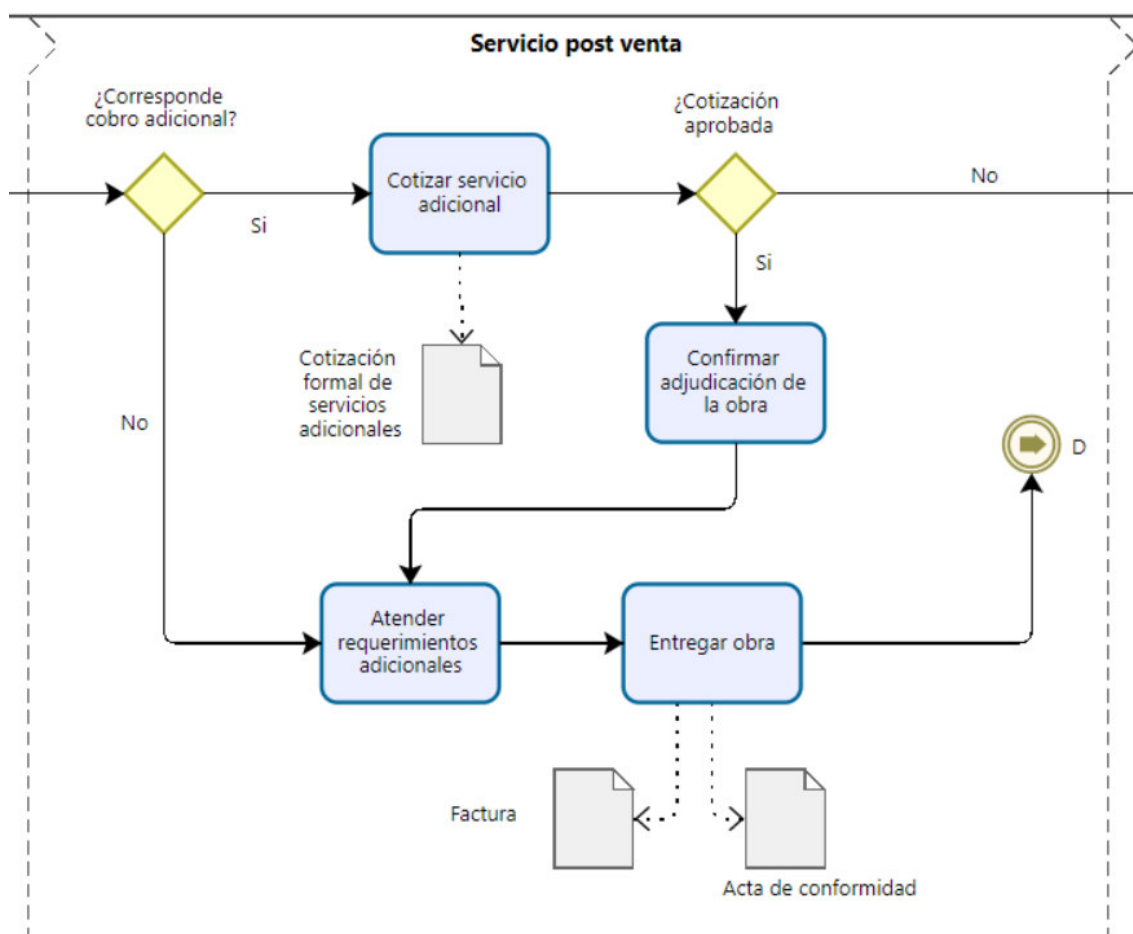 Servicio post venta
¿Corresponde
cobro adicional?
¿Cotización
aprobada
Cotizar servicio
adicional
No
Si
Si
Cotización
formal de
servicios
adicionales
Confirmar
adjudicación de
la obra
No
D
Atender
requerimientos
adicionales
Entregar obra
Factura
Acta de conformidad